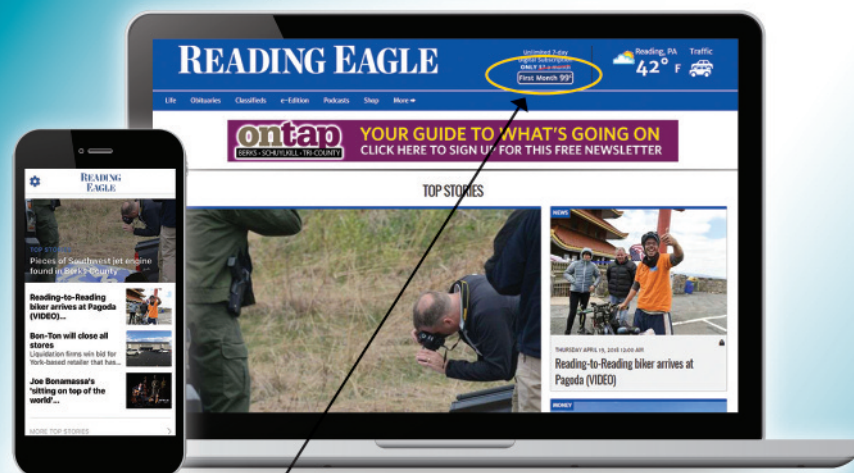 READING EAGLE
Unlimited 7-day
Digital Subscription
ONLY $7 a month
First Month 99¢
Reading, PA
42° F
Traffic
Life Obituaries Classifieds e-Edition Podcasts Shop More
ontap
BERKS • SCHUYLKILL • TRI-COUNTY
YOUR GUIDE TO WHAT'S GOING ON
CLICK HERE TO SIGN UP FOR THIS FREE NEWSLETTER
TOP STORIES
NEWS
THURSDAY APRIL 19, 2018 12:00 AM
Reading-to-Reading biker arrives at
Pagoda (VIDEO)
MONEY
READING
EAGLE
TOP STORIES
Pieces of Southwest jet engine
found in Berks County
Reading-to-Reading
biker arrives at Pagoda
(VIDEO)...
Bon-Ton will close all
stores
Liquidation firms win bid for
York-based retailer that has...
Joe Bonamassa's
'sitting on top of the
world'...
MORE TOP STORIES